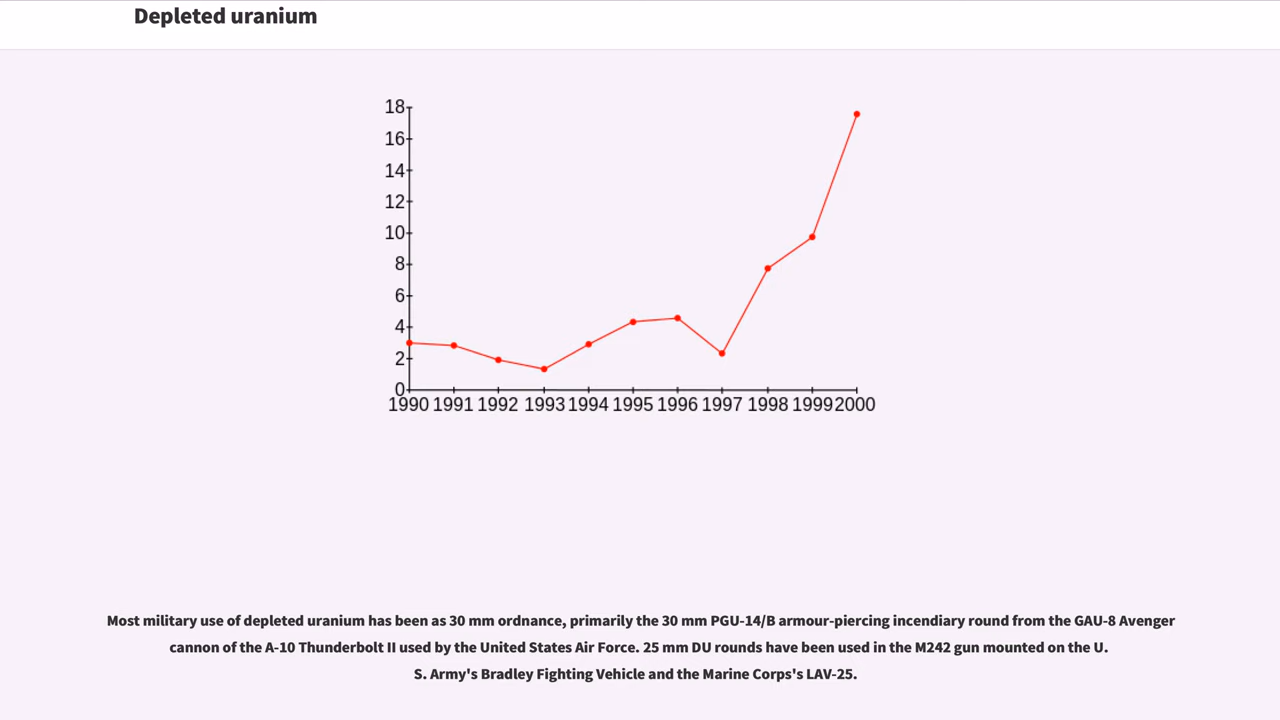 Depleted uranium
18
16
14
12
10
8
6
4
2
0
1990 1991 1992 1993 1994 1995 1996 1997 1998 1999 2000
Most military use of depleted uranium has been as 30 mm ordnance, primarily the 30 mm PGU-14/B armour-piercing incendiary round from the GAU-8 Avenger
cannon of the A-10 Thunderbolt II used by the United States Air Force. 25 mm DU rounds have been used in the M242 gun mounted on the U.
S. Army's Bradley Fighting Vehicle and the Marine Corps's LAV-25.